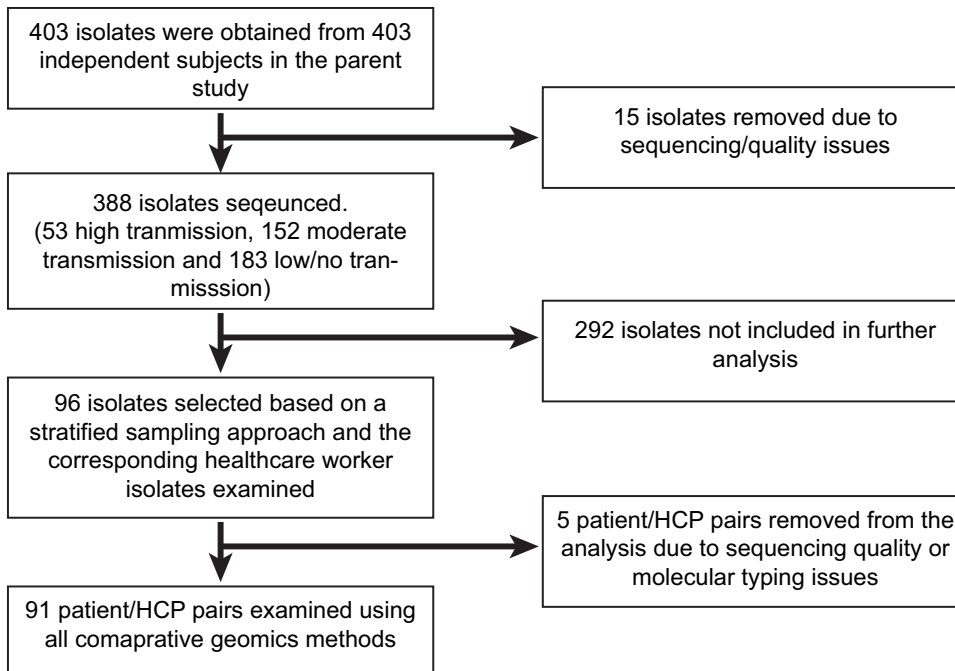 403 isolates were obtained from 403
independent subjects in the parent
study
15 isolates removed due to
sequencing/quality issues
388 isolates seqeunced.
(53 high tranmission, 152 moderate
transmission and 183 low/no tran-
misssion)
292 isolates not included in further
analysis
96 isolates selected based on a
stratified sampling approach and the
corresponding healthcare worker
isolates examined
5 patient/HCP pairs removed from the
analysis due to sequencing quality or
molecular typing issues
91 patient/HCP pairs examined using
all comaprative geomics methods